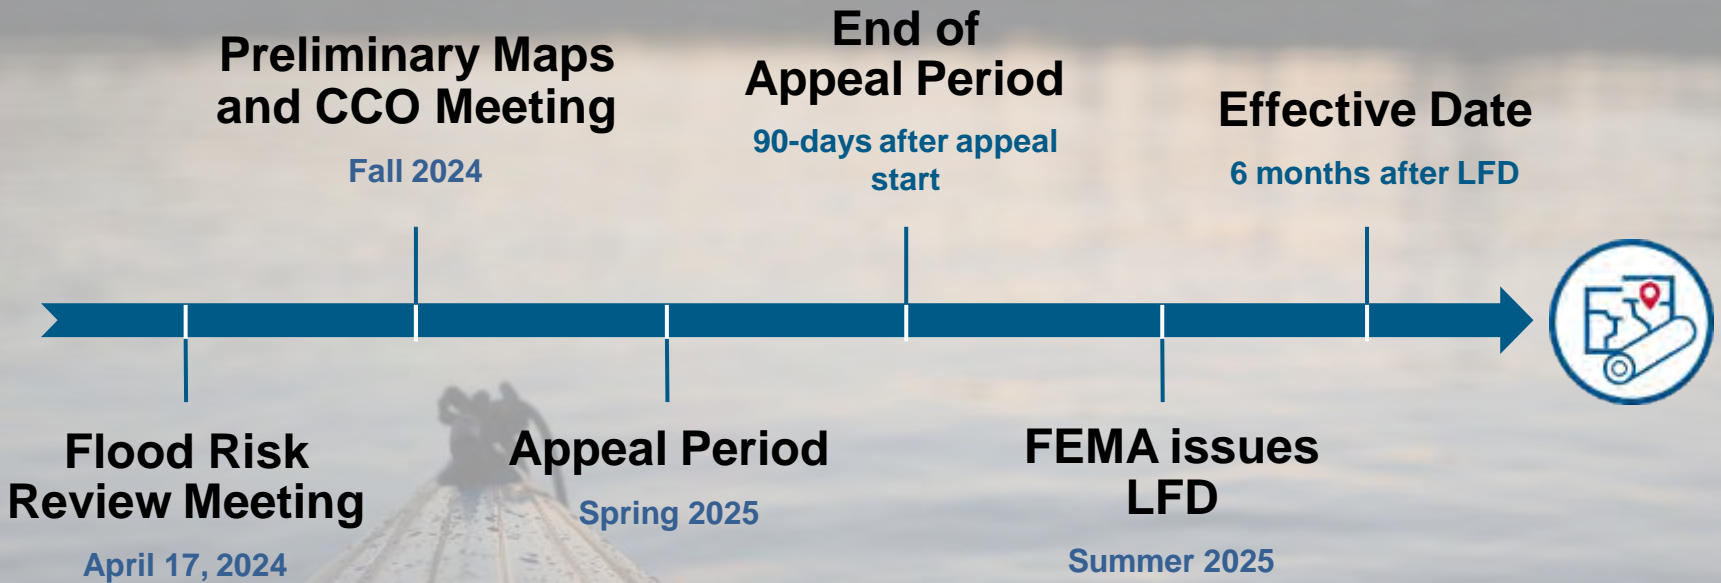 Flood Risk
Review Meeting
April 17, 2024
Preliminary Maps
and CCO Meeting
Fall 2024
Appeal Period
Spring 2025
End of
Appeal Period
90-days after appeal
start
FEMA issues
LFD
Summer 2025
Effective Date
6 months after LFD